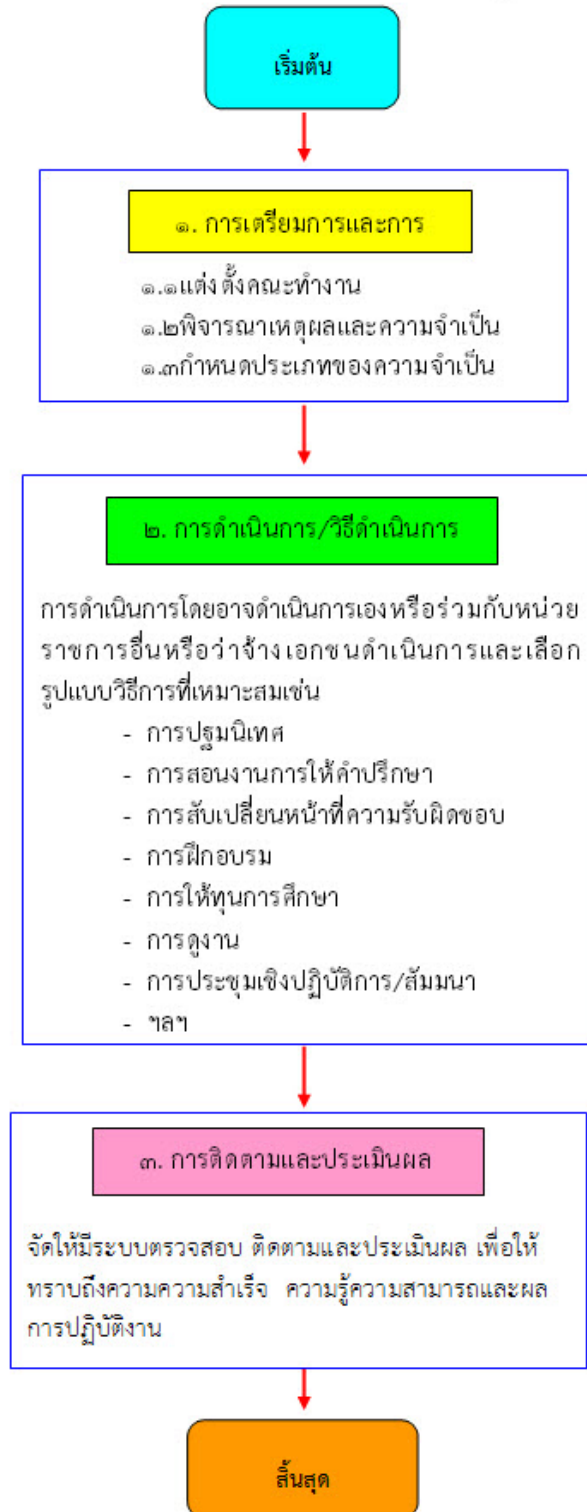 เริ่มต้น
๑. การเตรียมการและการ
๑.๑แต่งตั้งคณะทำงาน
๑.๒พิจารณาเหตุผลและความจำเป็น
๑.๓กำหนดประเภทของความจำเป็น
๒. การดำเนินการ/วิธีดำเนินการ
การดำเนินการโดยอาจดำเนินการเองหรือร่วมกับหน่วย
ราชการอื่นหรือว่าจ้างเอกชนดำเนินการและเลือก
รูปแบบวิธีการที่เหมาะสมเช่น
- การปฐมนิเทศ
- การสอนงานการให้คำปรึกษา
- การสับเปลี่ยนหน้าที่ความรับผิดชอบ
- การฝึกอบรม
- การให้ทุนการศึกษา
- การดูงาน
- การประชุมเชิงปฏิบัติการ/สัมมนา
- ฯลฯ
๓. การติดตามและประเมินผล
จัดให้มีระบบตรวจสอบ ติดตามและประเมินผล เพื่อให้
ทราบถึงความความสำเร็จ ความรู้ความสามารถและผล
การปฏิบัติงาน
สิ้นสุด